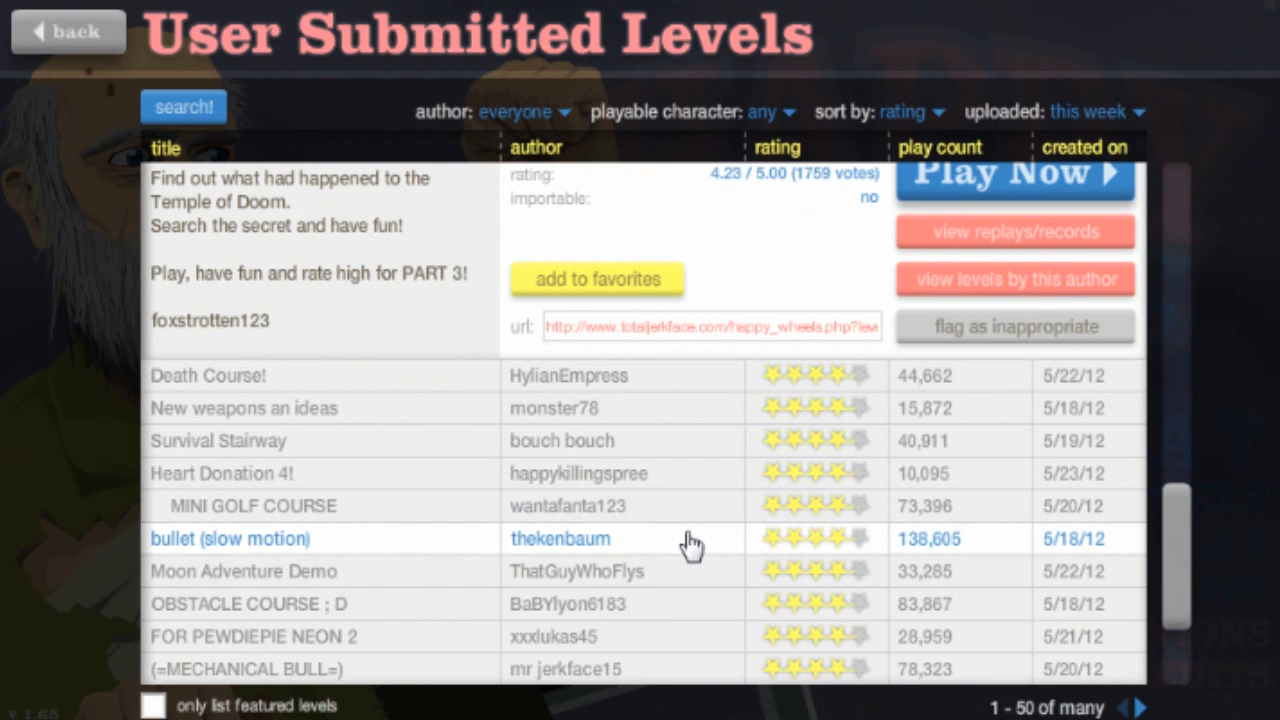 back
User Submitted Levels
search!
author: everyone playable character: any sort by: rating uploaded: this week
title author rating play count created on
Find out what had happened to the
Temple of Doom.
Search the secret and have fun!
Play, have fun and rate high for PART 3!
foxstrotten123
rating: 4.23 / 5.00 (1759 votes)
importable: no
add to favorites
url: http://www.totaljerkface.com/happy_wheels.php?lev
Play Now
view replays/records
view levels by this author
flag as inappropriate
Death Course! HylianEmpress 44,662 5/22/12
New weapons an ideas monster78 15,872 5/18/12
Survival Stairway bouch bouch 40,911 5/19/12
Heart Donation 4! happykillingspree 10,095 5/23/12
MINI GOLF COURSE wantafanta123 73,396 5/20/12
bullet (slow motion) thekenbaum 138,605 5/18/12
Moon Adventure Demo ThatGuyWhoFlys 33,285 5/22/12
OBSTACLE COURSE ; D BaBYlyon6183 83,867 5/18/12
FOR PEWDIEPIE NEON 2 xxxlukas45 28,959 5/21/12
(=MECHANICAL BULL=) mr jerkface15 78,323 5/20/12
only list featured levels
1 - 50 of many
v 1.65